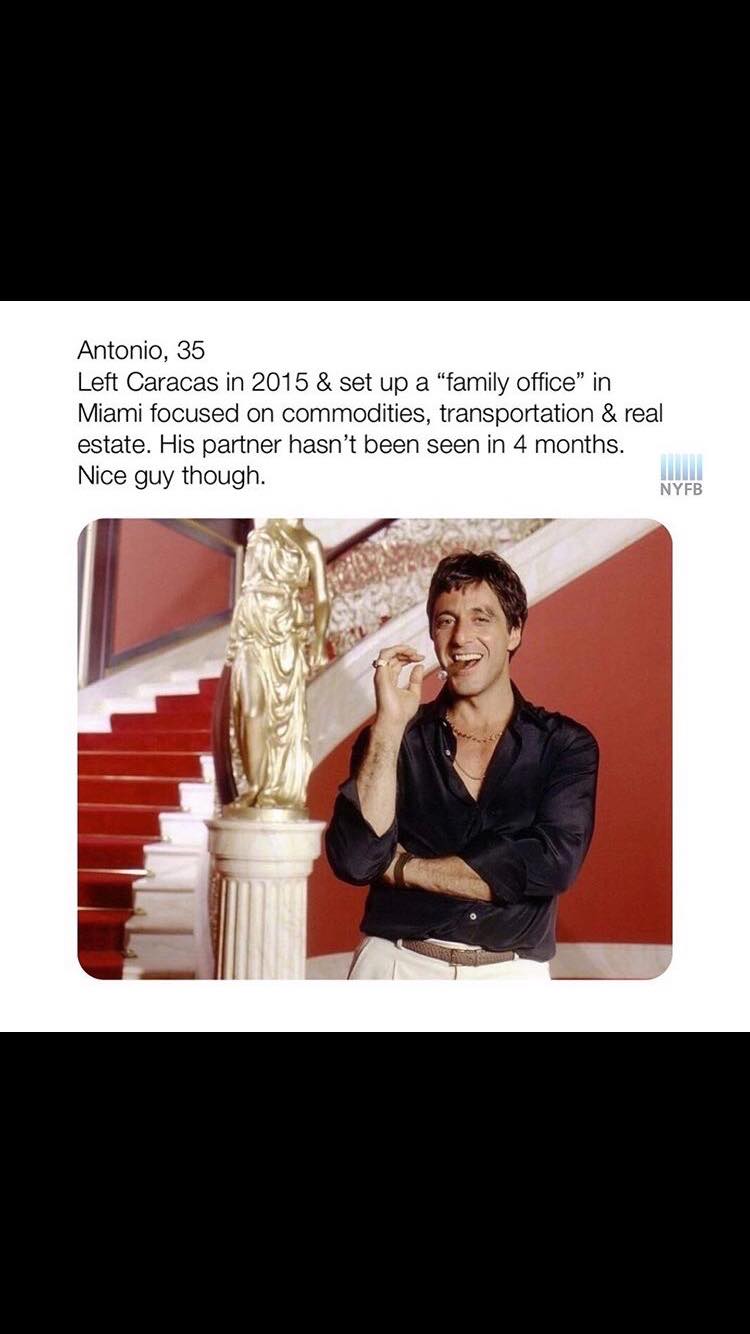 Antonio, 35
Left Caracas in 2015 & set up a “family office” in
Miami focused on commodities, transportation & real
estate. His partner hasn’t been seen in 4 months.
Nice guy though.
NYFB